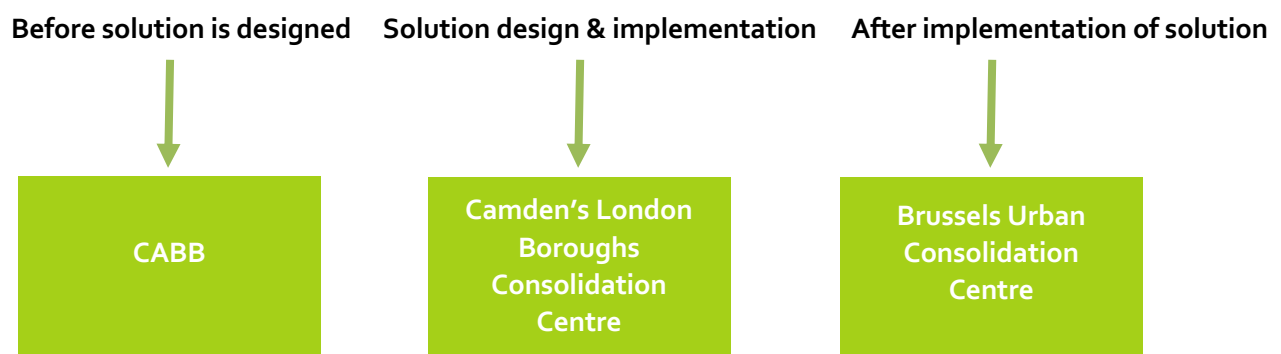 Before solution is designed
Solution design & implementation
After implementation of solution
CABB
Camden’s London
Boroughs
Consolidation
Centre
Brussels Urban
Consolidation
Centre